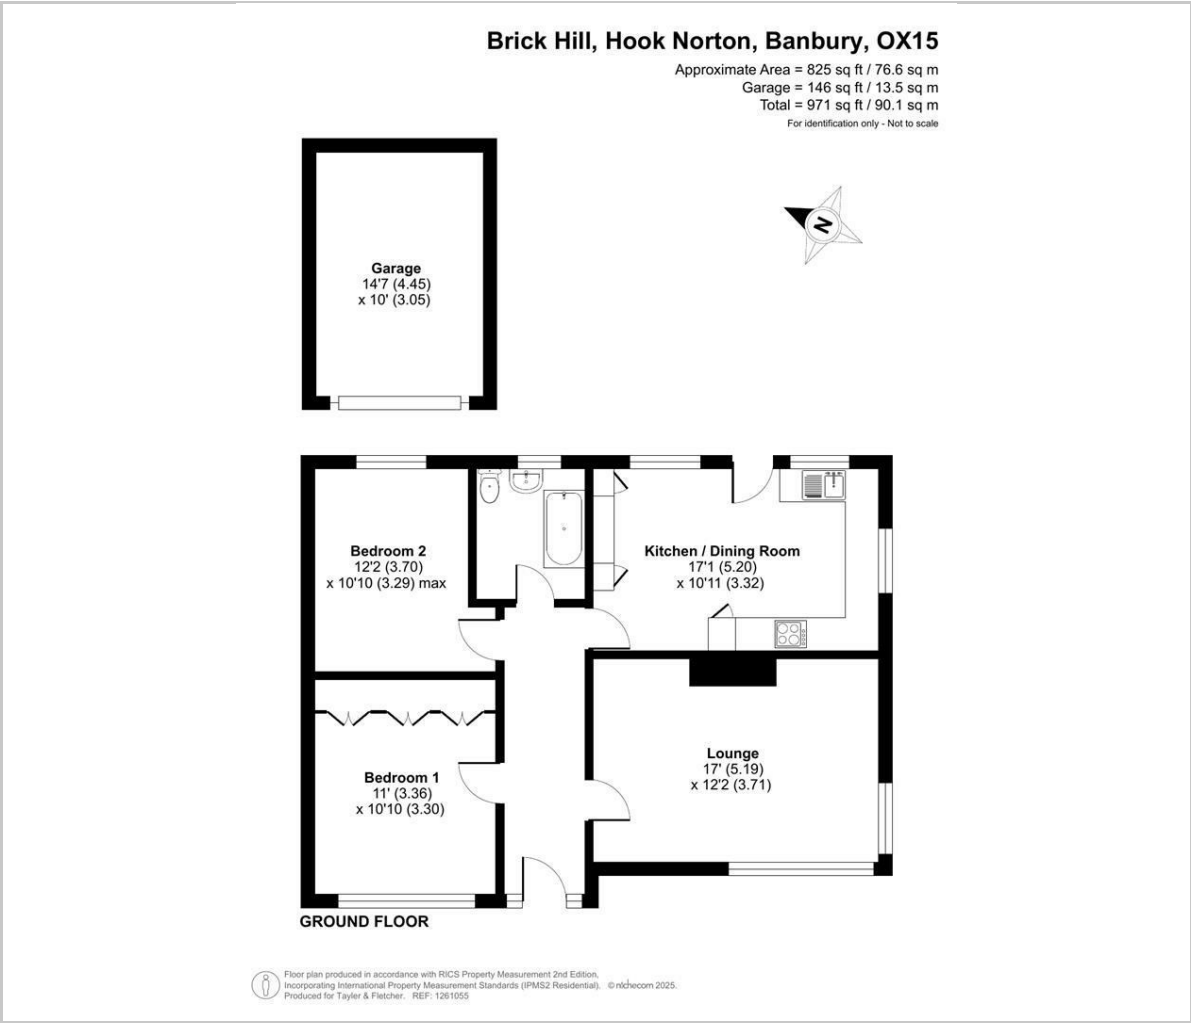 Brick Hill, Hook Norton, Banbury, OX15
Approximate Area = 825 sq ft / 76.6 sq m
Garage = 146 sq ft / 13.5 sq m
Total = 971 sq ft / 90.1 sq m
For identification only - Not to scale
N
Garage
14'7 (4.45)
x 10' (3.05)
Bedroom 2
12'2 (3.70)
x 10'10 (3.29) max
Kitchen / Dining Room
17'1 (5.20)
x 10'11 (3.32)
Lounge
17' (5.19)
x 12'2 (3.71)
Bedroom 1
11' (3.36)
x 10'10 (3.30)
GROUND FLOOR
Floor plan produced in accordance with RICS Property Measurement 2nd Edition,
Incorporating International Property Measurement Standards (IPMS2 Residential). © nichecom 2025.
Produced for Tayler & Fletcher. REF: 1261055